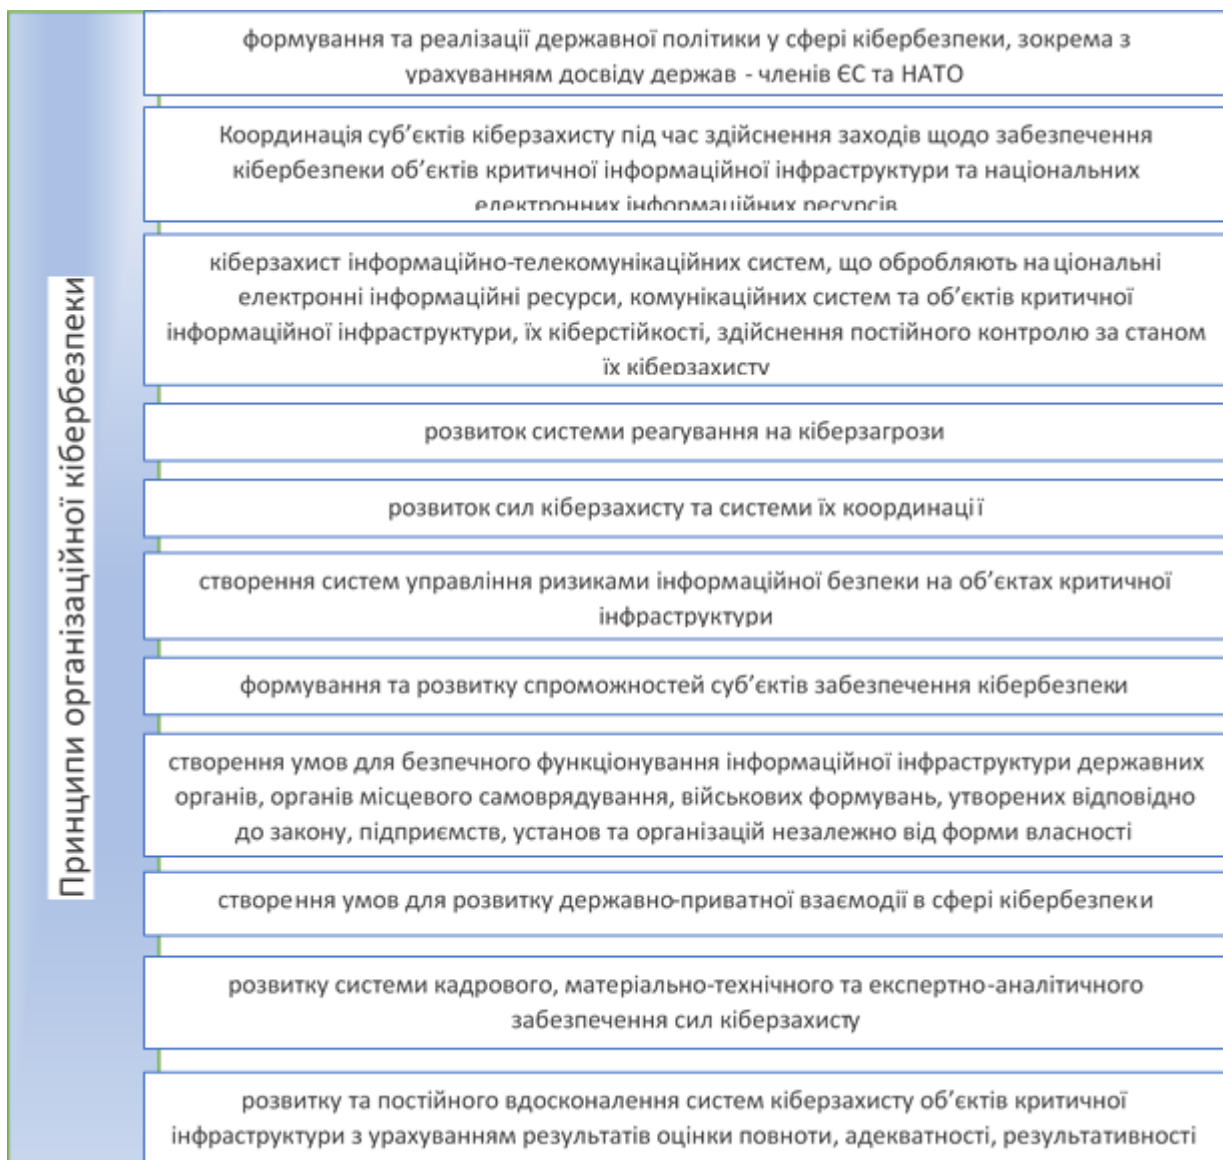 Принципи організаційної кібербезпеки
формування та реалізації державної політики у сфері кібербезпеки, зокрема з
урахуванням досвіду держав - членів ЄС та НАТО
Координація суб’єктів кіберзахисту під час здійснення заходів щодо забезпечення
кібербезпеки об’єктів критичної інформаційної інфраструктури та національних
електронних інформаційних ресурсів
кіберзахист інформаційно-телекомунікаційних систем, що обробляють національні
електронні інформаційні ресурси, комунікаційних систем та об’єктів критичної
інформаційної інфраструктури, їх кіберстійкості, здійснення постійного контролю за станом
їх кіберзахисту
розвиток системи реагування на кіберзагрози
розвиток сил кіберзахисту та системи їх координації
створення систем управління ризиками інформаційної безпеки на об’єктах критичної
інфраструктури
формування та розвитку спроможностей суб’єктів забезпечення кібербезпеки
створення умов для безпечного функціонування інформаційної інфраструктури державних
органів, органів місцевого самоврядування, військових формувань, утворених відповідно
до закону, підприємств, установ та організацій незалежно від форми власності
створення умов для розвитку державно-приватної взаємодії в сфері кібербезпеки
розвитку системи кадрового, матеріально-технічного та експертно-аналітичного
забезпечення сил кіберзахисту
розвитку та постійного вдосконалення систем кіберзахисту об’єктів критичної
інфраструктури з урахуванням результатів оцінки повноти, адекватності, результативності